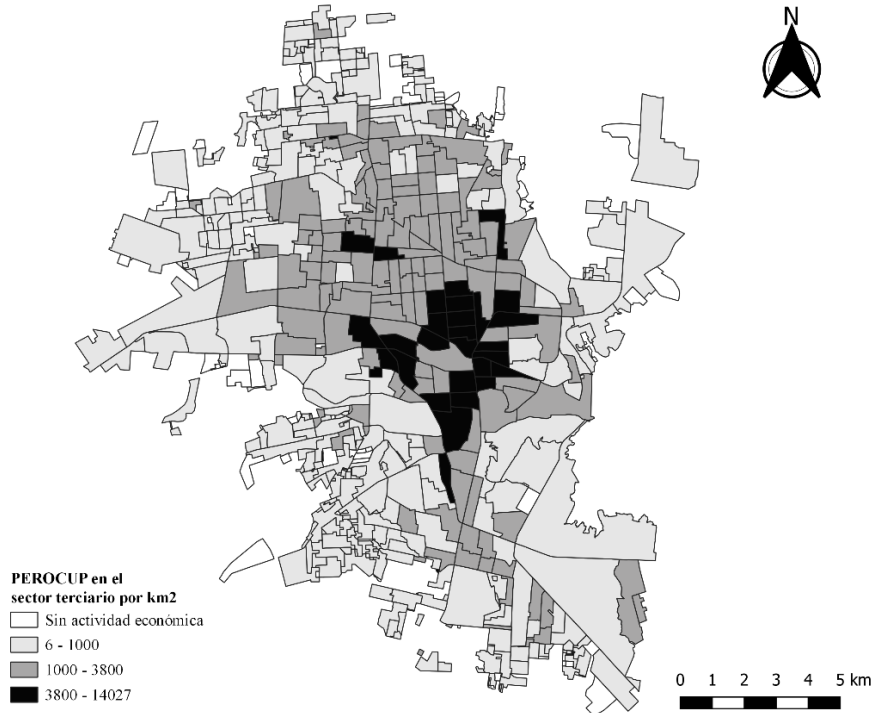 N
PEROCUP en el
sector terciario por km2
Sin actividad económica
6 - 1000
1000 - 3800
3800 - 14027
0 1 2 3 4 5 km